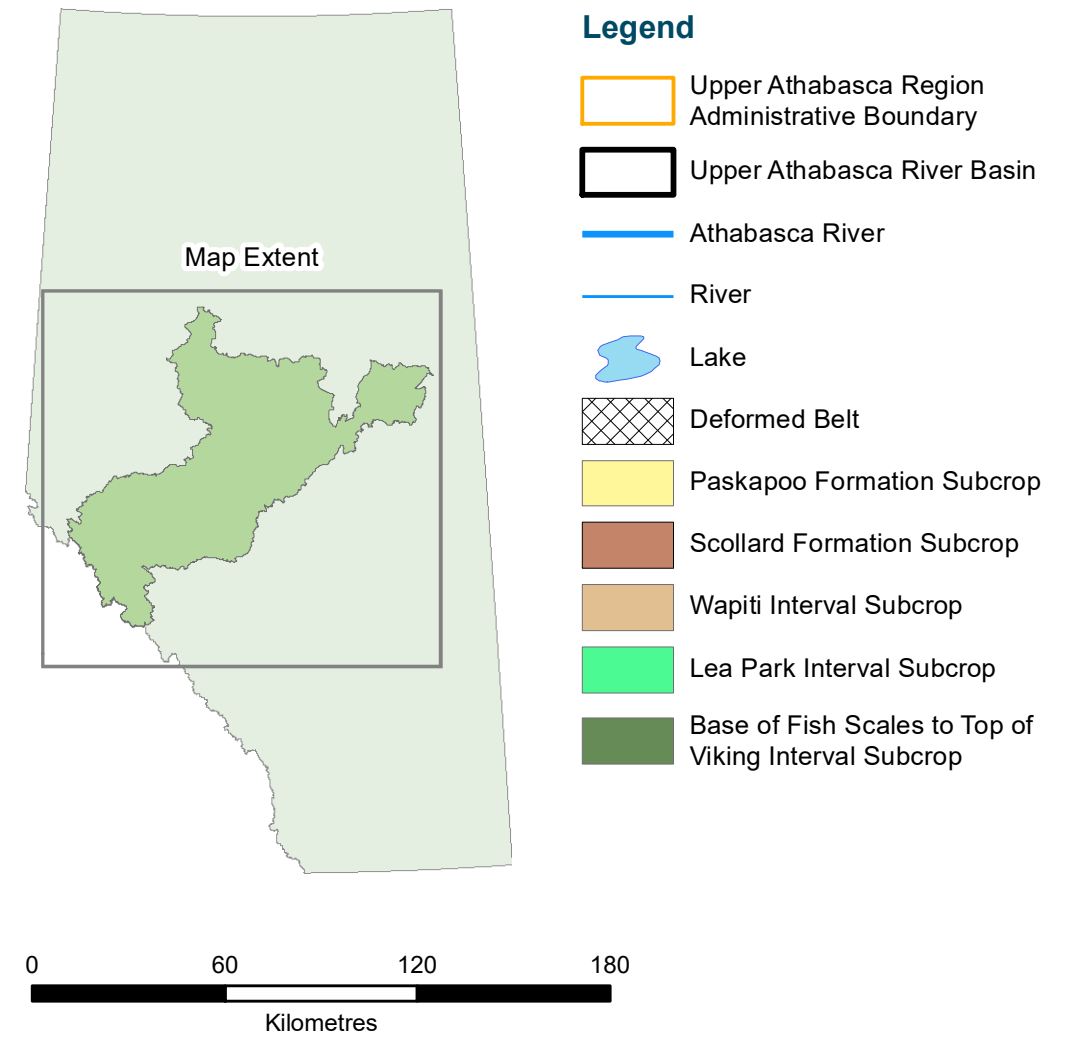 Map Extent
Legend
Upper Athabasca Region
Administrative Boundary
Upper Athabasca River Basin
Athabasca River
River
Lake
Deformed Belt
Paskapoo Formation Subcrop
Scollard Formation Subcrop
Wapiti Interval Subcrop
Lea Park Interval Subcrop
Base of Fish Scales to Top of
Viking Interval Subcrop
0 60 120 180
Kilometres